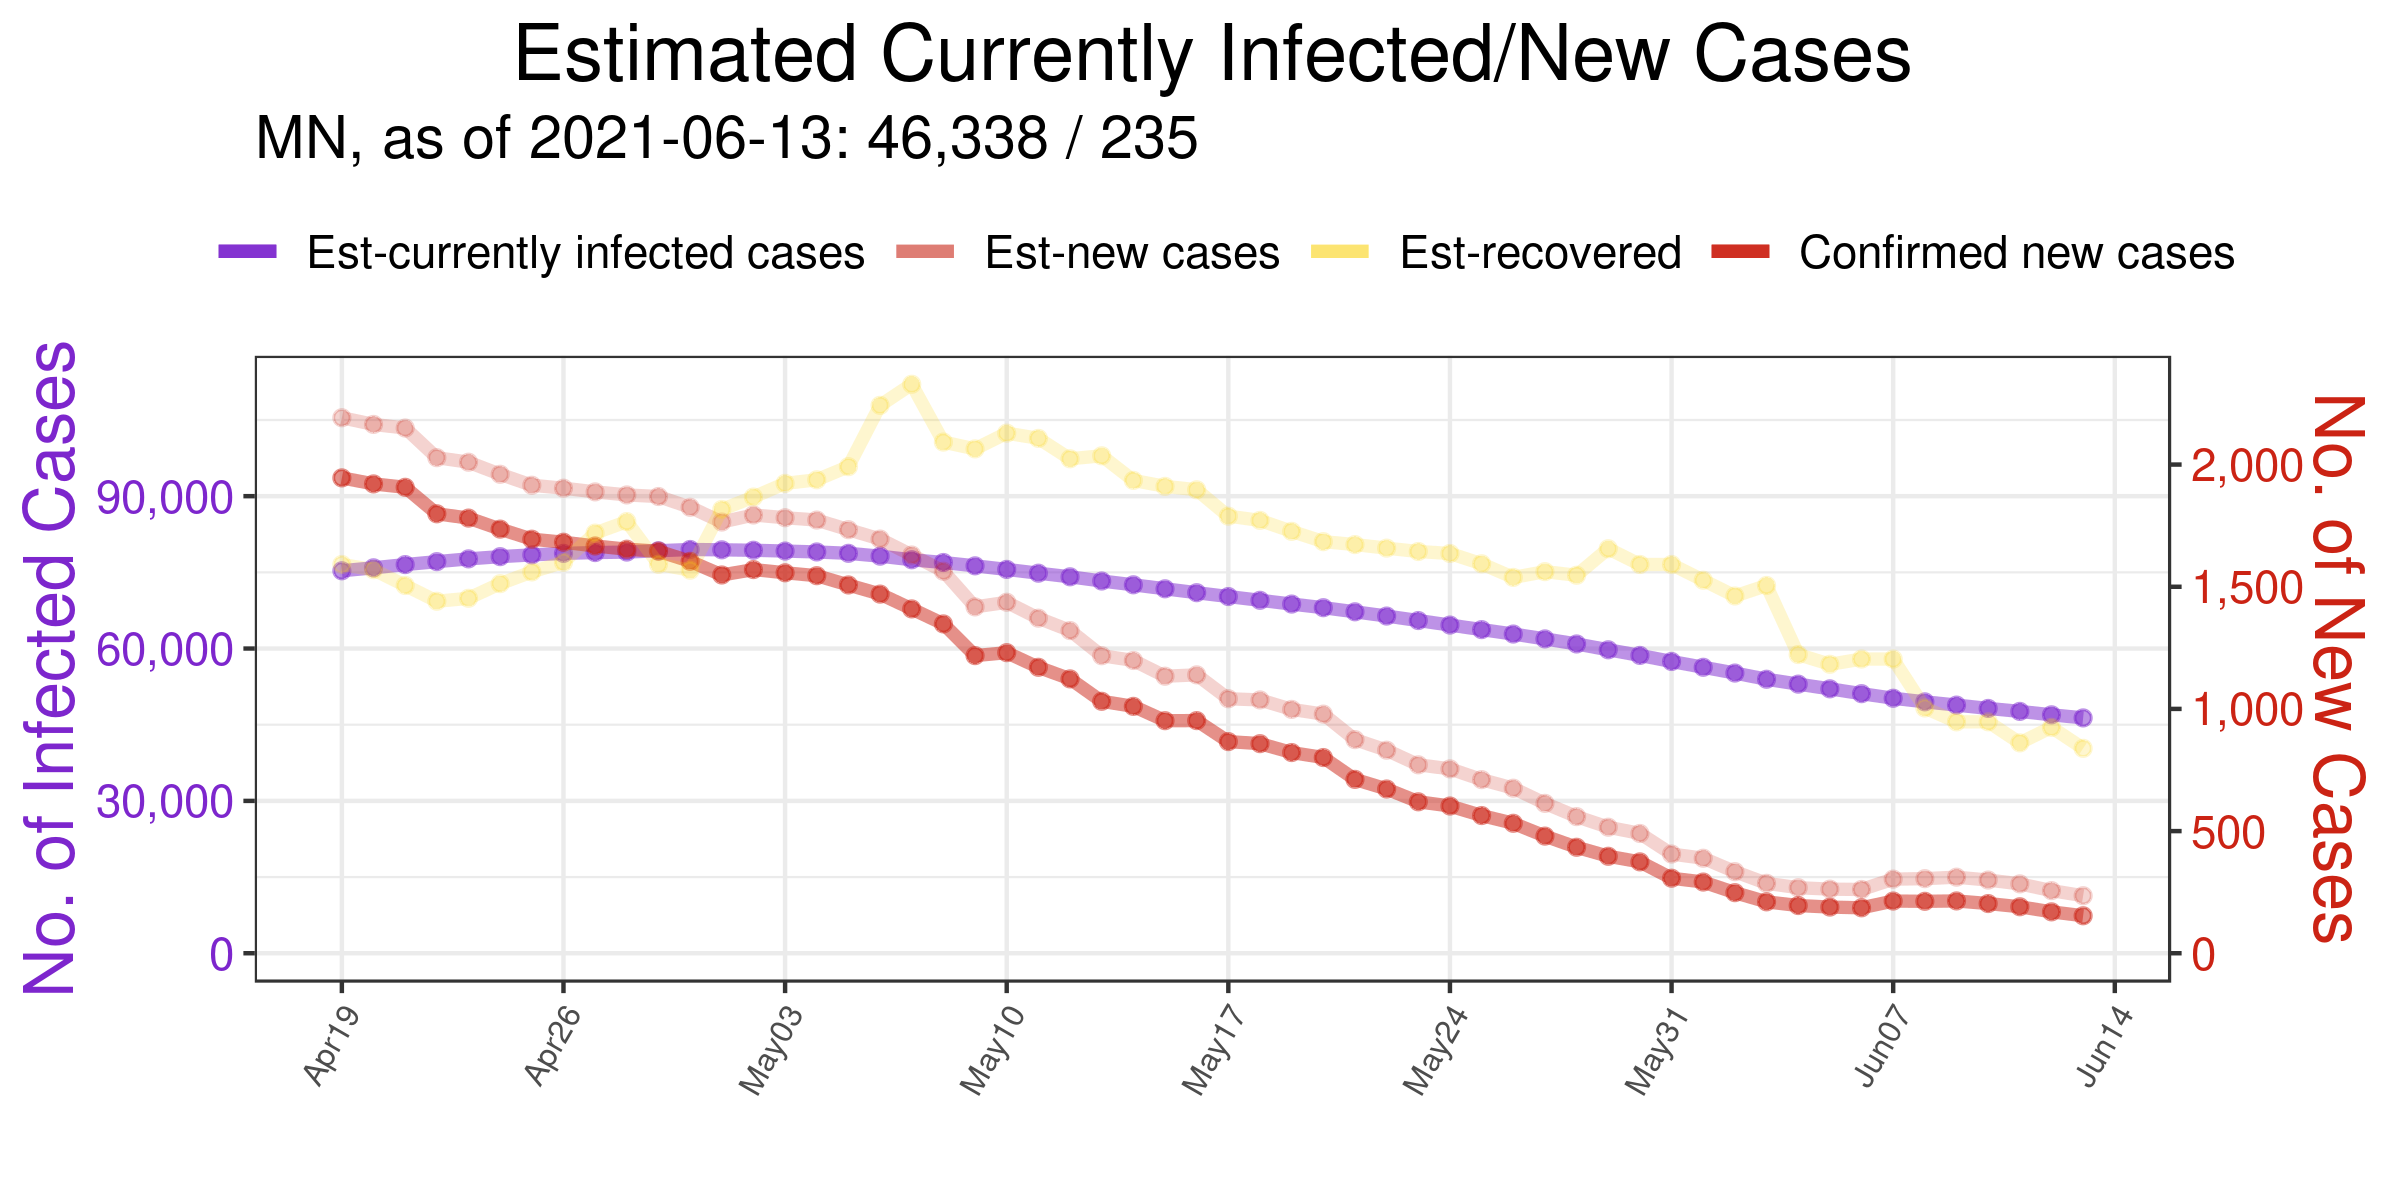 Estimated Currently Infected/New Cases
MN, as of 2021-06-13: 46,338 / 235
Est-currently infected cases Est-new cases Est-recovered Confirmed new cases
No. of Infected Cases
90,000
60,000
30,000
0
2,000
1,500
1,000
500
0
No. of New Cases
Apr19 Apr26 May03 May10 May17 May24 May31 Jun07 Jun14